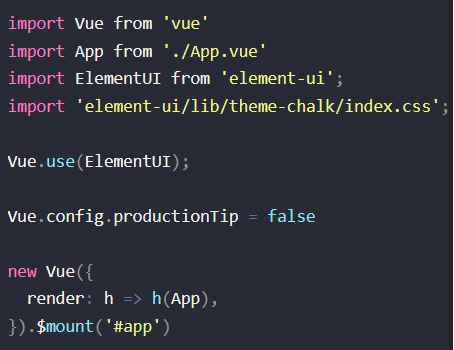 import Vue from 'vue'
import App from './App.vue'
import ElementUI from 'element-ui';
import 'element-ui/lib/theme-chalk/index.css';
Vue.use(ElementUI);
Vue.config.productionTip = false
new Vue({
  render: h => h(App),
}).$mount('#app')